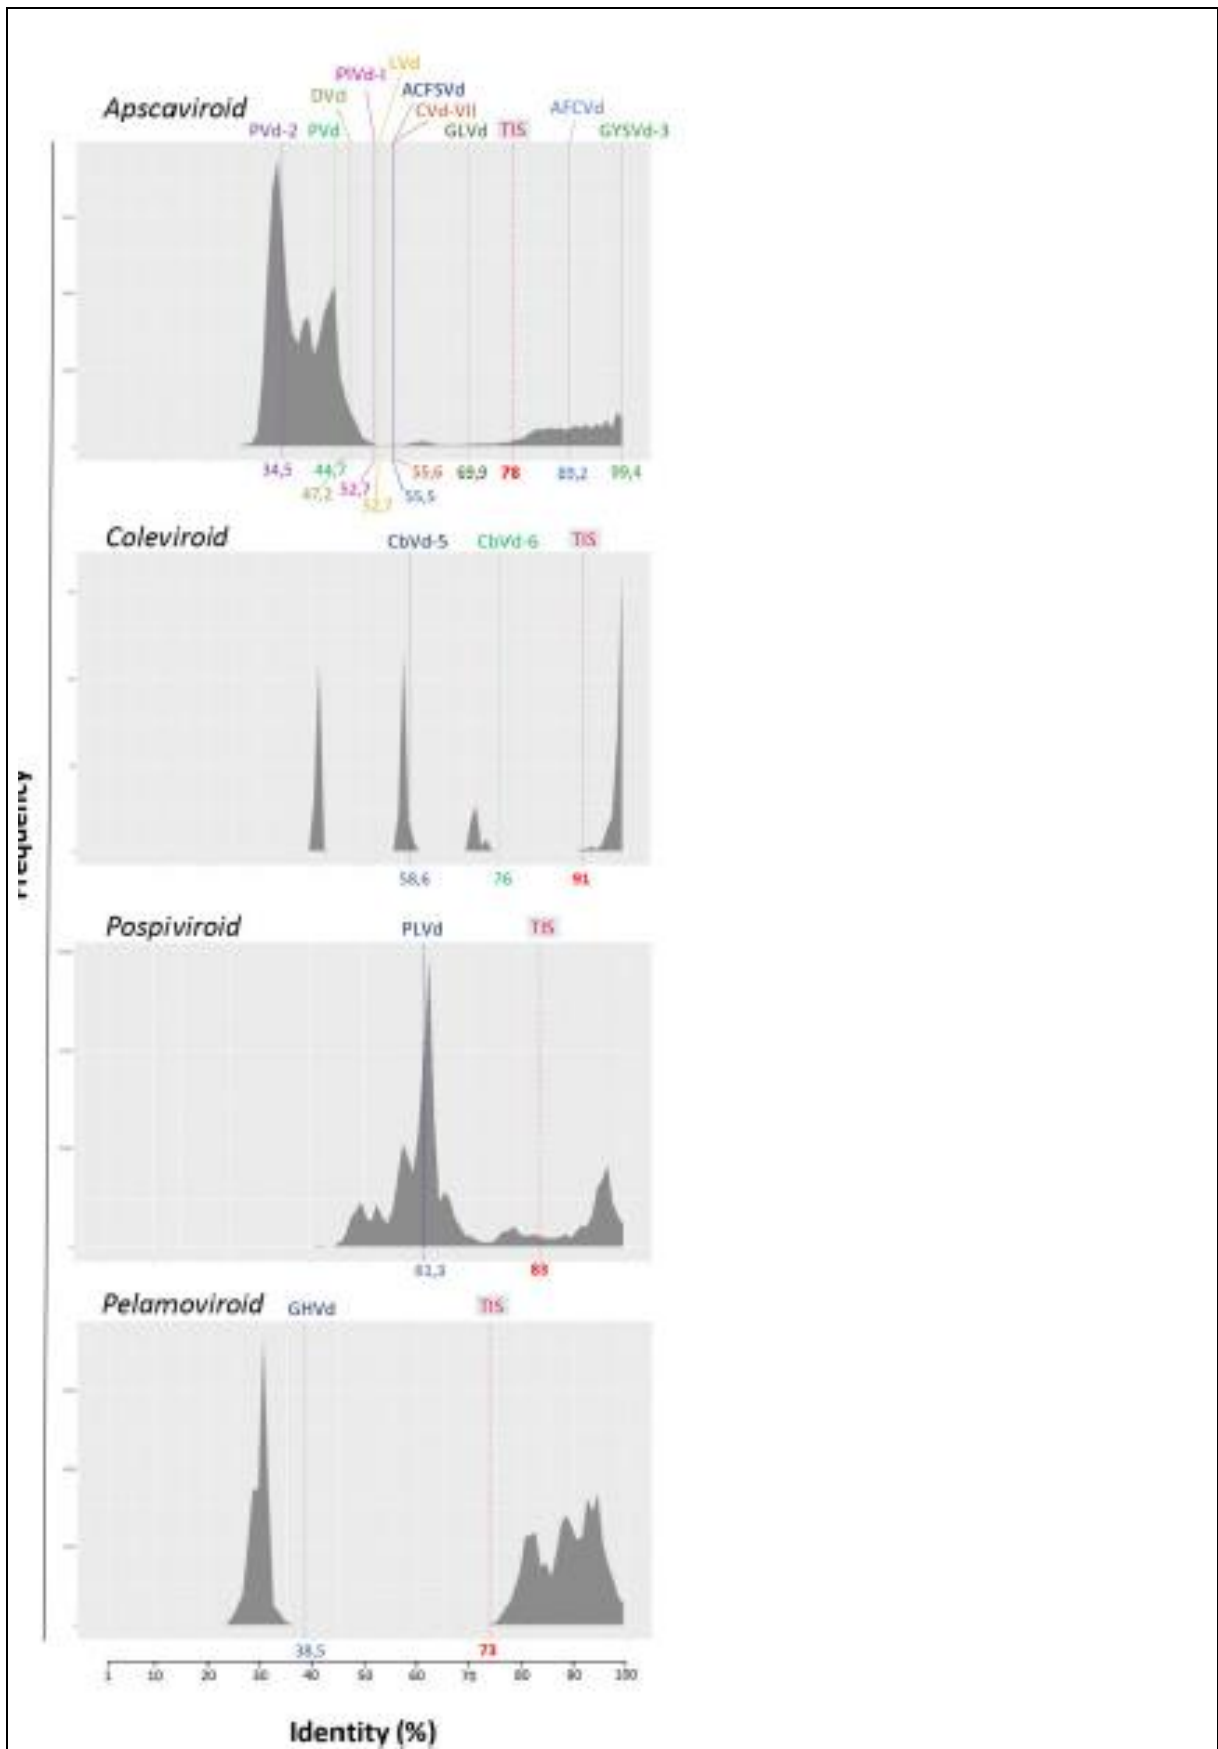 LVd
PlVd-I
ACFSVd
DVd
Apscaviroid
CVd-VII
AFCVd
PVd-2 PVd GLVd TIS GYSVd-3
34,5 44,7 55,6 69,9 78 89,2 99,4
47,2 52,7 52,7 55,5
Coleviroid CbVd-5 CbVd-6 TIS
58,6 76 91
Frequency
Pospiviroid PLVd TIS
61,3 83
Pelamoviroid GHVd TIS
38,5 73
1 10 20 30 40 50 60 70 80 90 100
Identity (%)